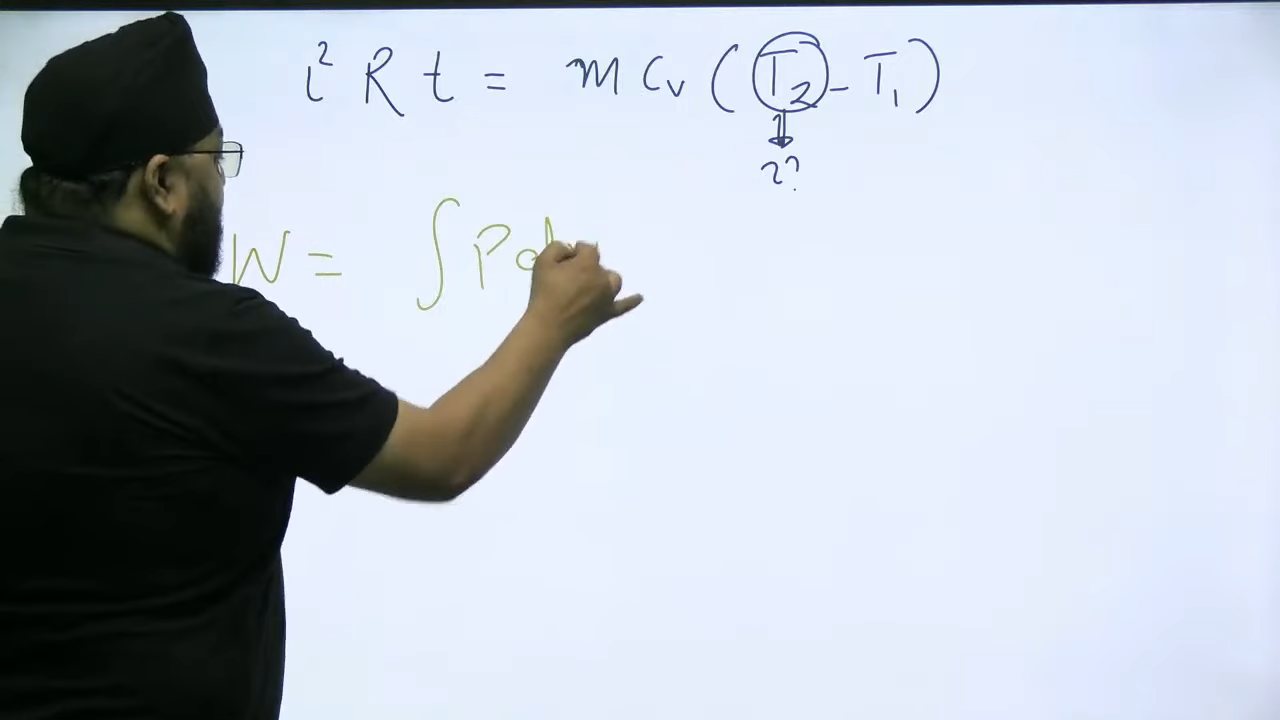 i² R t = m Cv ( T₂ - T₁ )
??
W = ∫ P d